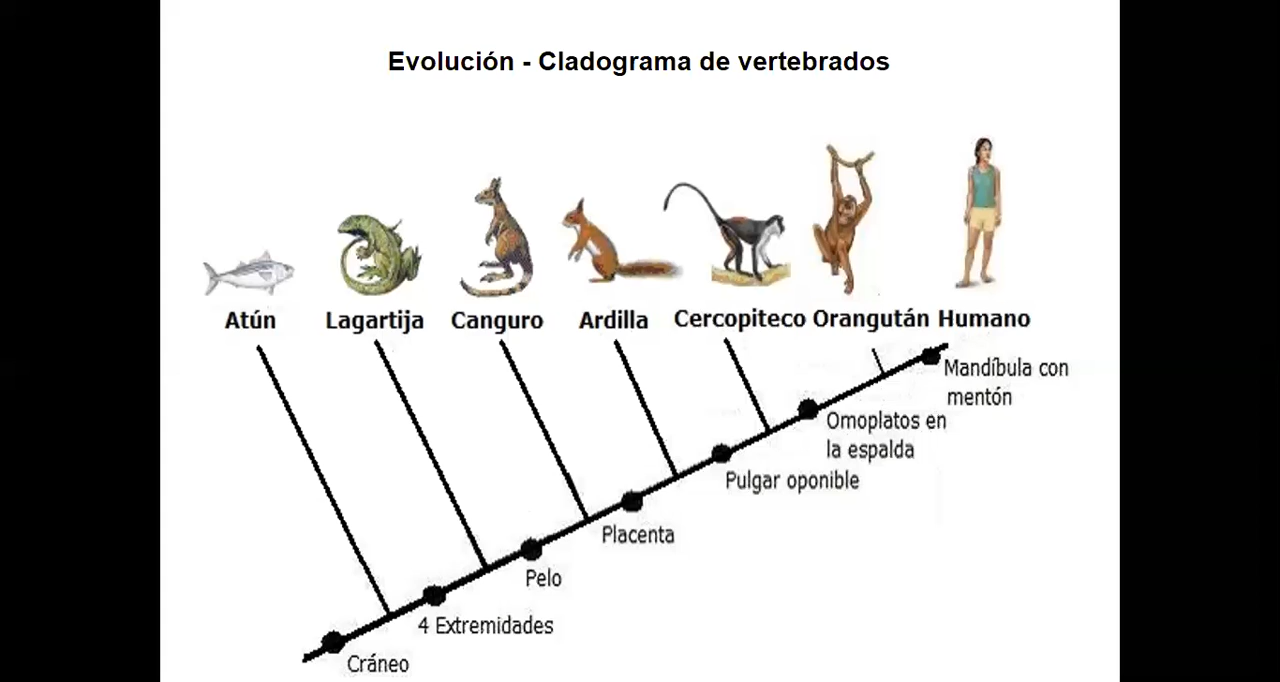 Evolución - Cladograma de vertebrados
Atún Lagartija Canguro Ardilla Cercopiteco Orangután Humano
Mandíbula con
mentón
Omoplatos en
la espalda
Pulgar oponible
Placenta
Pelo
4 Extremidades
Cráneo